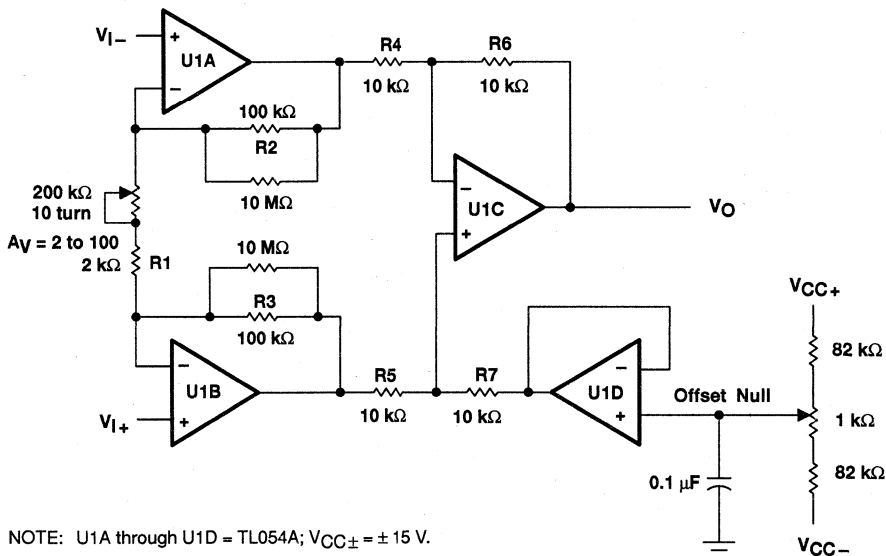 VI–
+
U1A
–
R4
10 kΩ
R6
10 kΩ
100 kΩ
R2
10 MΩ
200 kΩ
10 turn
AV = 2 to 100
2 kΩ
R1
–
U1C
+
VO
10 MΩ
R3
100 kΩ
–
U1B
+
VI+
R5
10 kΩ
R7
10 kΩ
–
U1D
+
Offset Null
0.1 μF
VCC+
82 kΩ
1 kΩ
82 kΩ
VCC–
NOTE: U1A through U1D = TL054A; VCC± = ± 15 V.